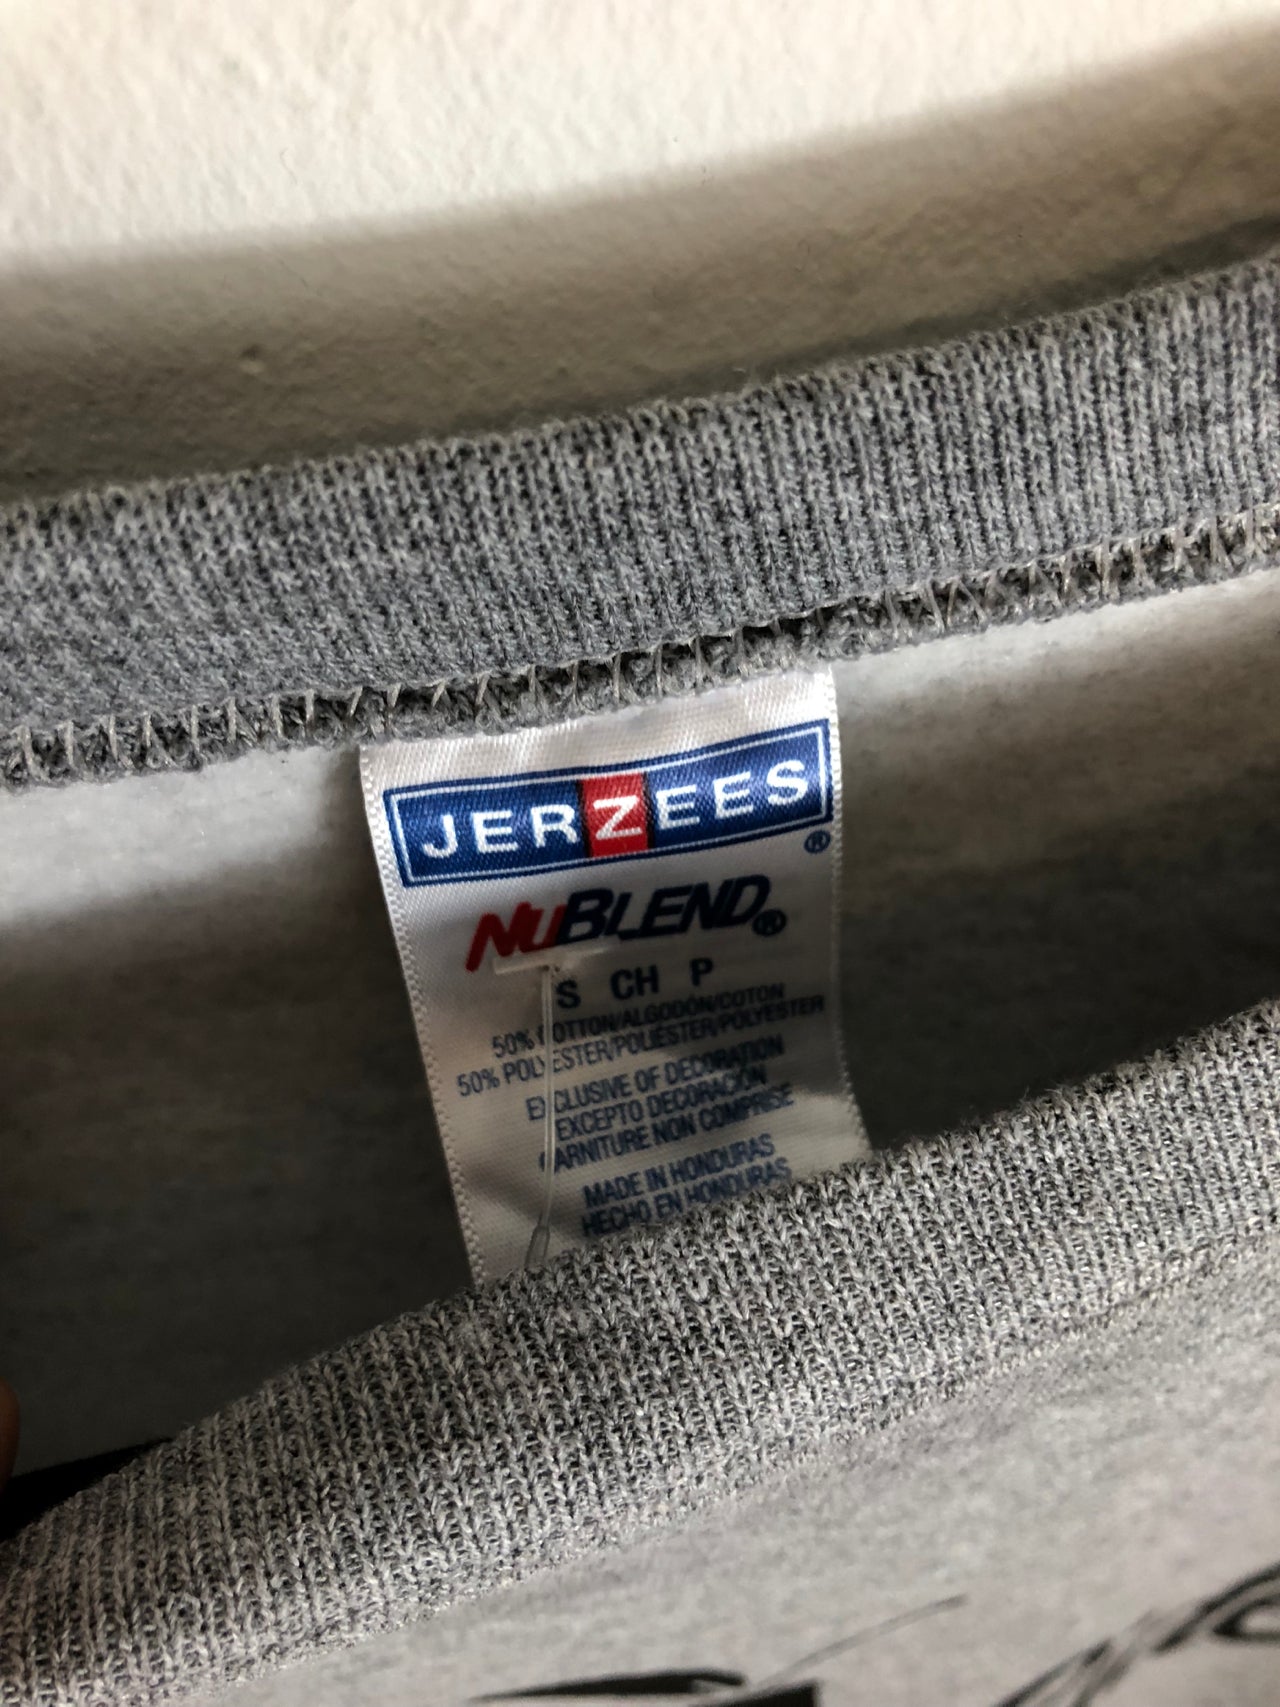 JERZEES®
NUBLEND®
S CH P
50% COTTON/ALGODÓN/COTON
50% POLYESTER/POLIÉSTER/POLYESTER
EXCLUSIVE OF DECORATION
EXCEPTO DECORACIÓN
GARNITURE NON COMPRISE
MADE IN HONDURAS
HECHO EN HONDURAS